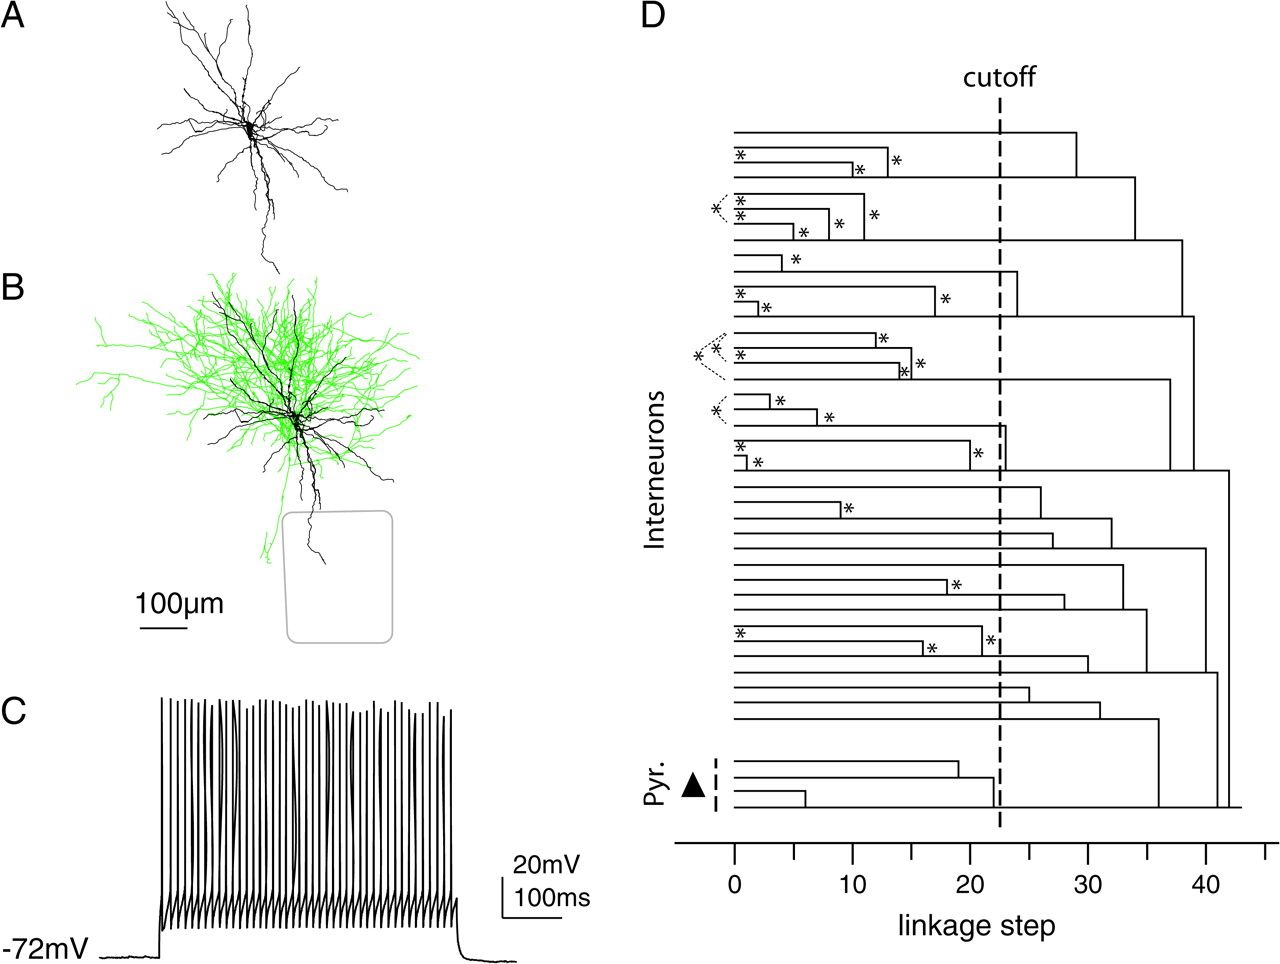 A
B
100µm
C
20mV
100ms
-72mV
D
cutoff
Interneurons
Pyr.
0 10 20 30 40
linkage step